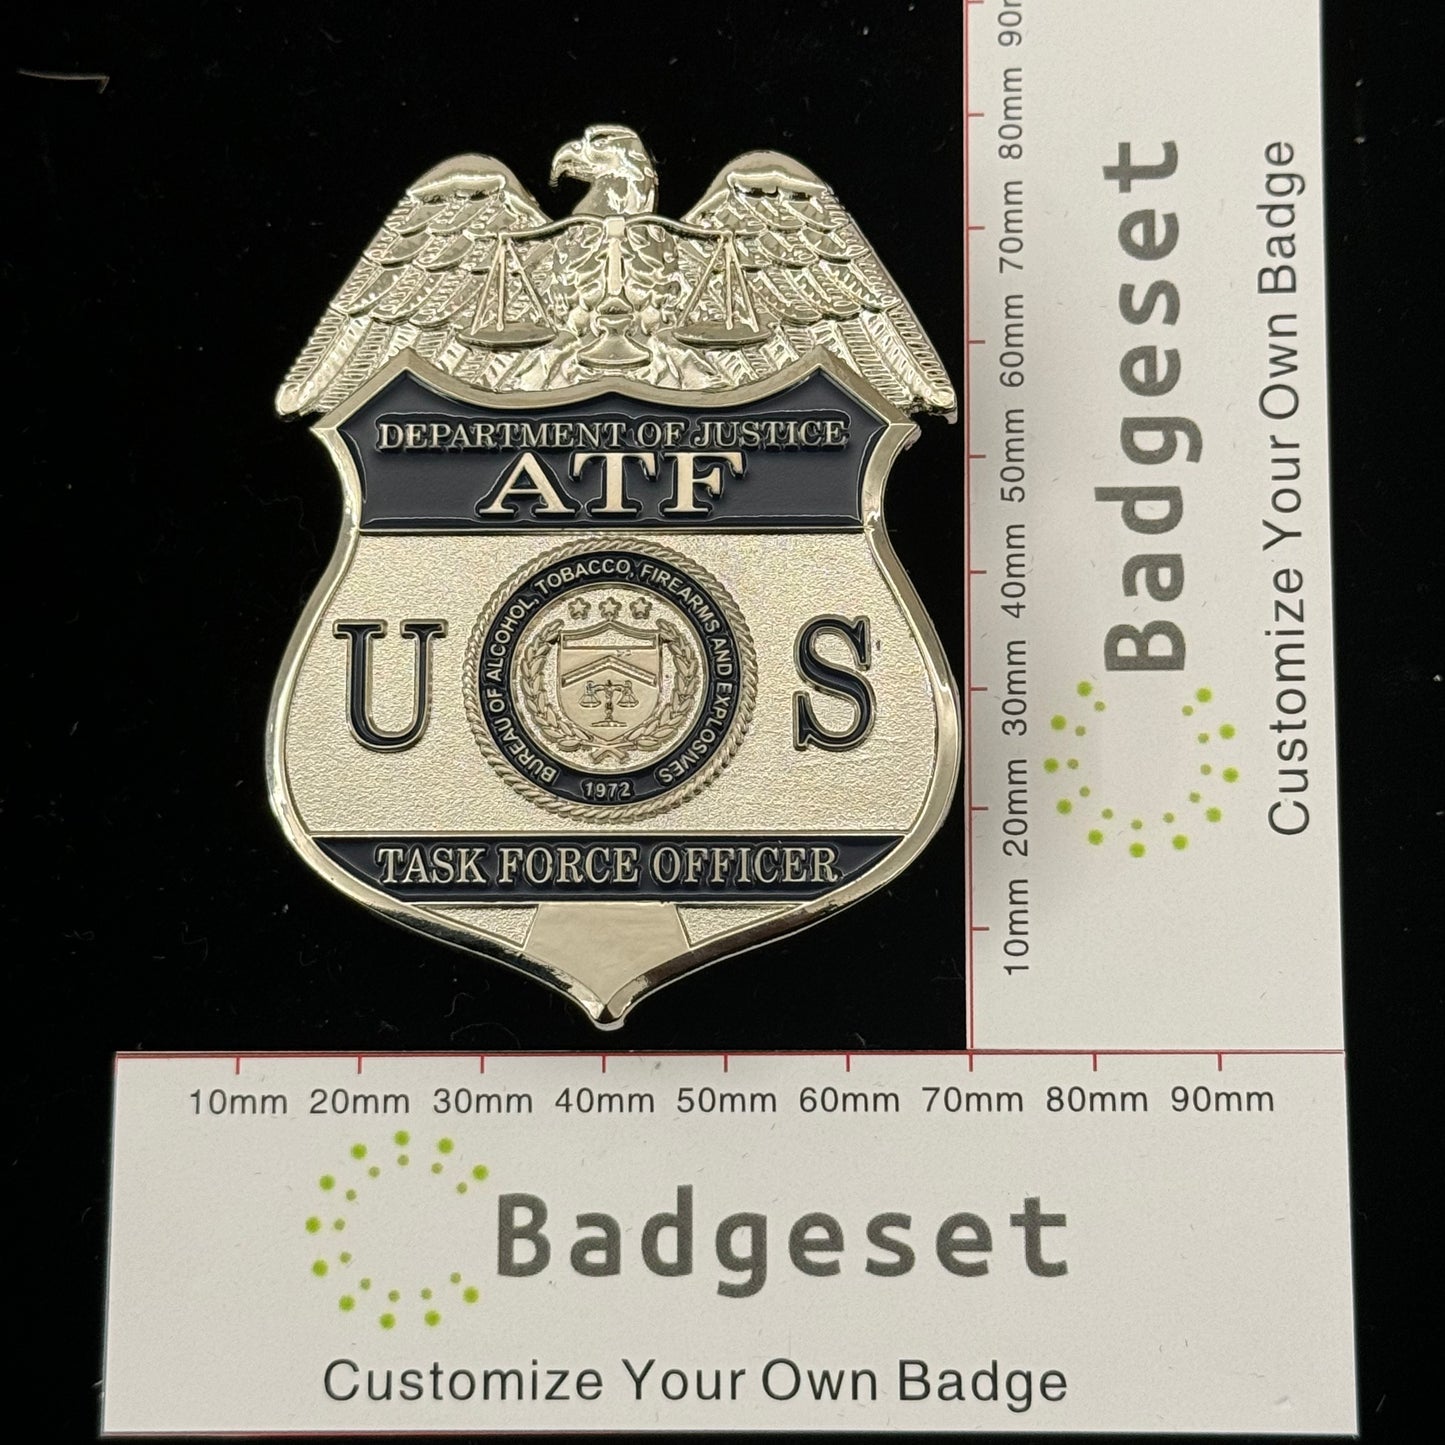 DEPARTMENT OF JUSTICE
ATF
U S
BUREAU OF ALCOHOL, TOBACCO, FIREARMS AND EXPLOSIVES
1972
TASK FORCE OFFICER
10mm 20mm 30mm 40mm 50mm 60mm 70mm 80mm 90m
Badgeset
Customize Your Own Badge
10mm 20mm 30mm 40mm 50mm 60mm 70mm 80mm 90mm
Badgeset
Customize Your Own Badge